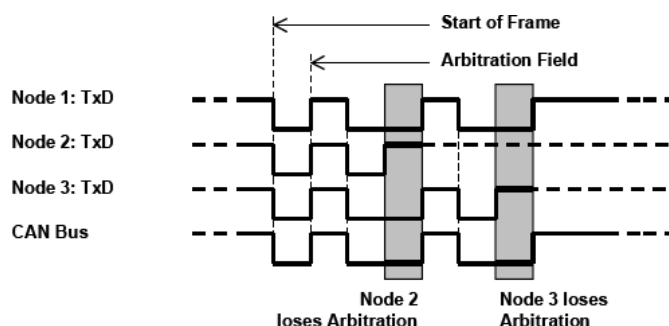 Start of Frame
Arbitration Field
Node 1: TxD
Node 2: TxD
Node 3: TxD
CAN Bus
Node 2
loses Arbitration
Node 3 loses
Arbitration